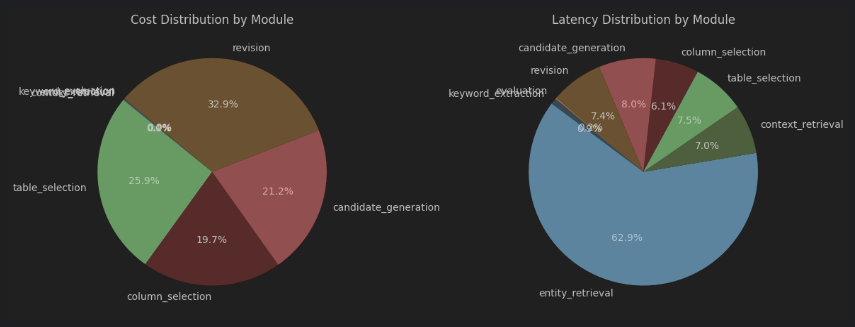 Cost Distribution by Module
revision
32.9%
table_selection
25.9%
21.2%
candidate_generation
19.7%
column_selection
Latency Distribution by Module
candidate_generation
column_selection
revision
table_selection
evaluation
keyword_extraction
8.0%
6.1%
7.4%
7.5%
context_retrieval
7.0%
62.9%
entity_retrieval